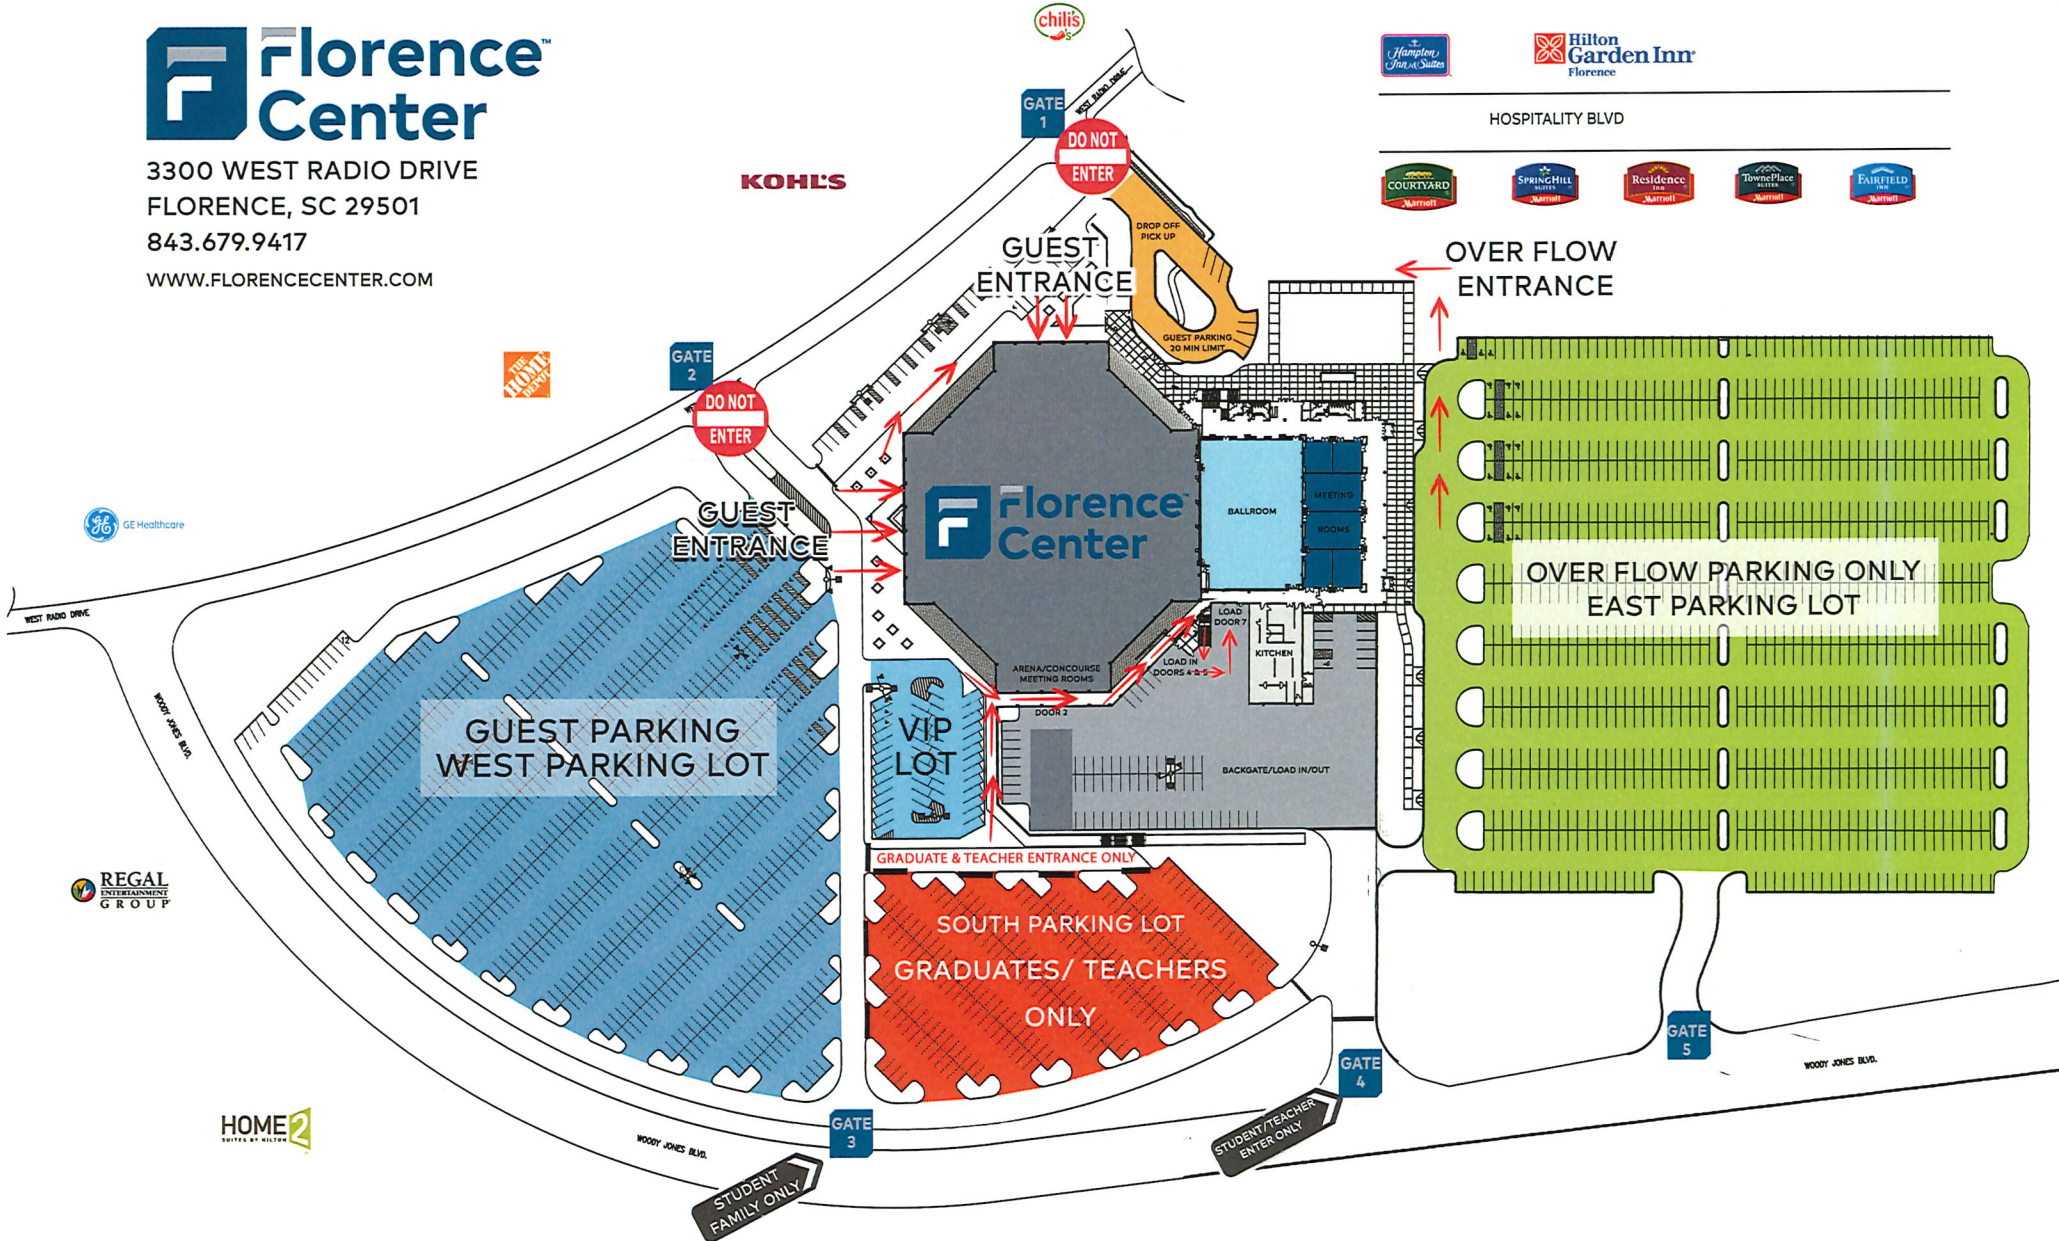 Florence™
Center
3300 WEST RADIO DRIVE
FLORENCE, SC 29501
843.679.9417
WWW.FLORENCECENTER.COM
chili's
Hampton
Inn & Suites
Hilton
Garden Inn®
Florence
HOSPITALITY BLVD
COURTYARD
Marriott
SPRINGHILL
SUITES
Marriott
Residence
Inn
Marriott
TownePlace
SUITES
Marriott
FAIRFIELD
INN
Marriott
WEST RADIO DRIVE
GATE
1
DO NOT
ENTER
KOHL'S
DROP OFF
PICK UP
GUEST
ENTRANCE
OVER FLOW
ENTRANCE
GUEST PARKING
20 MIN LIMIT
THE
HOME
DEPOT
GATE
2
DO NOT
ENTER
GE Healthcare
GUEST
ENTRANCE
Florence™
Center
BALLROOM
MEETING
ROOMS
OVER FLOW PARKING ONLY
EAST PARKING LOT
WEST RADIO DRIVE
LOAD
DOOR 7
KITCHEN
LOAD IN
DOORS 4 & 5
ARENA/CONCOURSE
MEETING ROOMS
DOOR 2
WOODY JONES BLVD.
GUEST PARKING
WEST PARKING LOT
VIP
LOT
BACKGATE/LOAD IN/OUT
GRADUATE & TEACHER ENTRANCE ONLY
REGAL
ENTERTAINMENT
GROUP
SOUTH PARKING LOT
GRADUATES/ TEACHERS
ONLY
GATE
5
WOODY JONES BLVD.
GATE
4
STUDENT/TEACHER
ENTER ONLY
GATE
3
HOME2
SUITES BY HILTON
WOODY JONES BLVD.
STUDENT
FAMILY ONLY